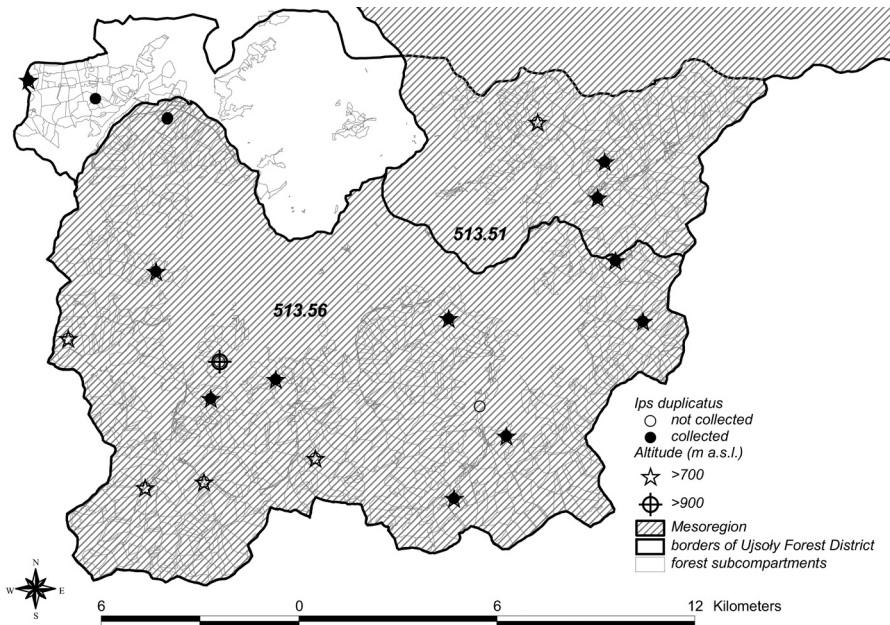 513.51
513.56
Ips duplicatus
not collected
collected
Altitude (m a.s.l.)
>700
>900
Mesoregion
borders of Ujsoły Forest District
forest subcompartments
N
W E
S
6 0 6 12 Kilometers